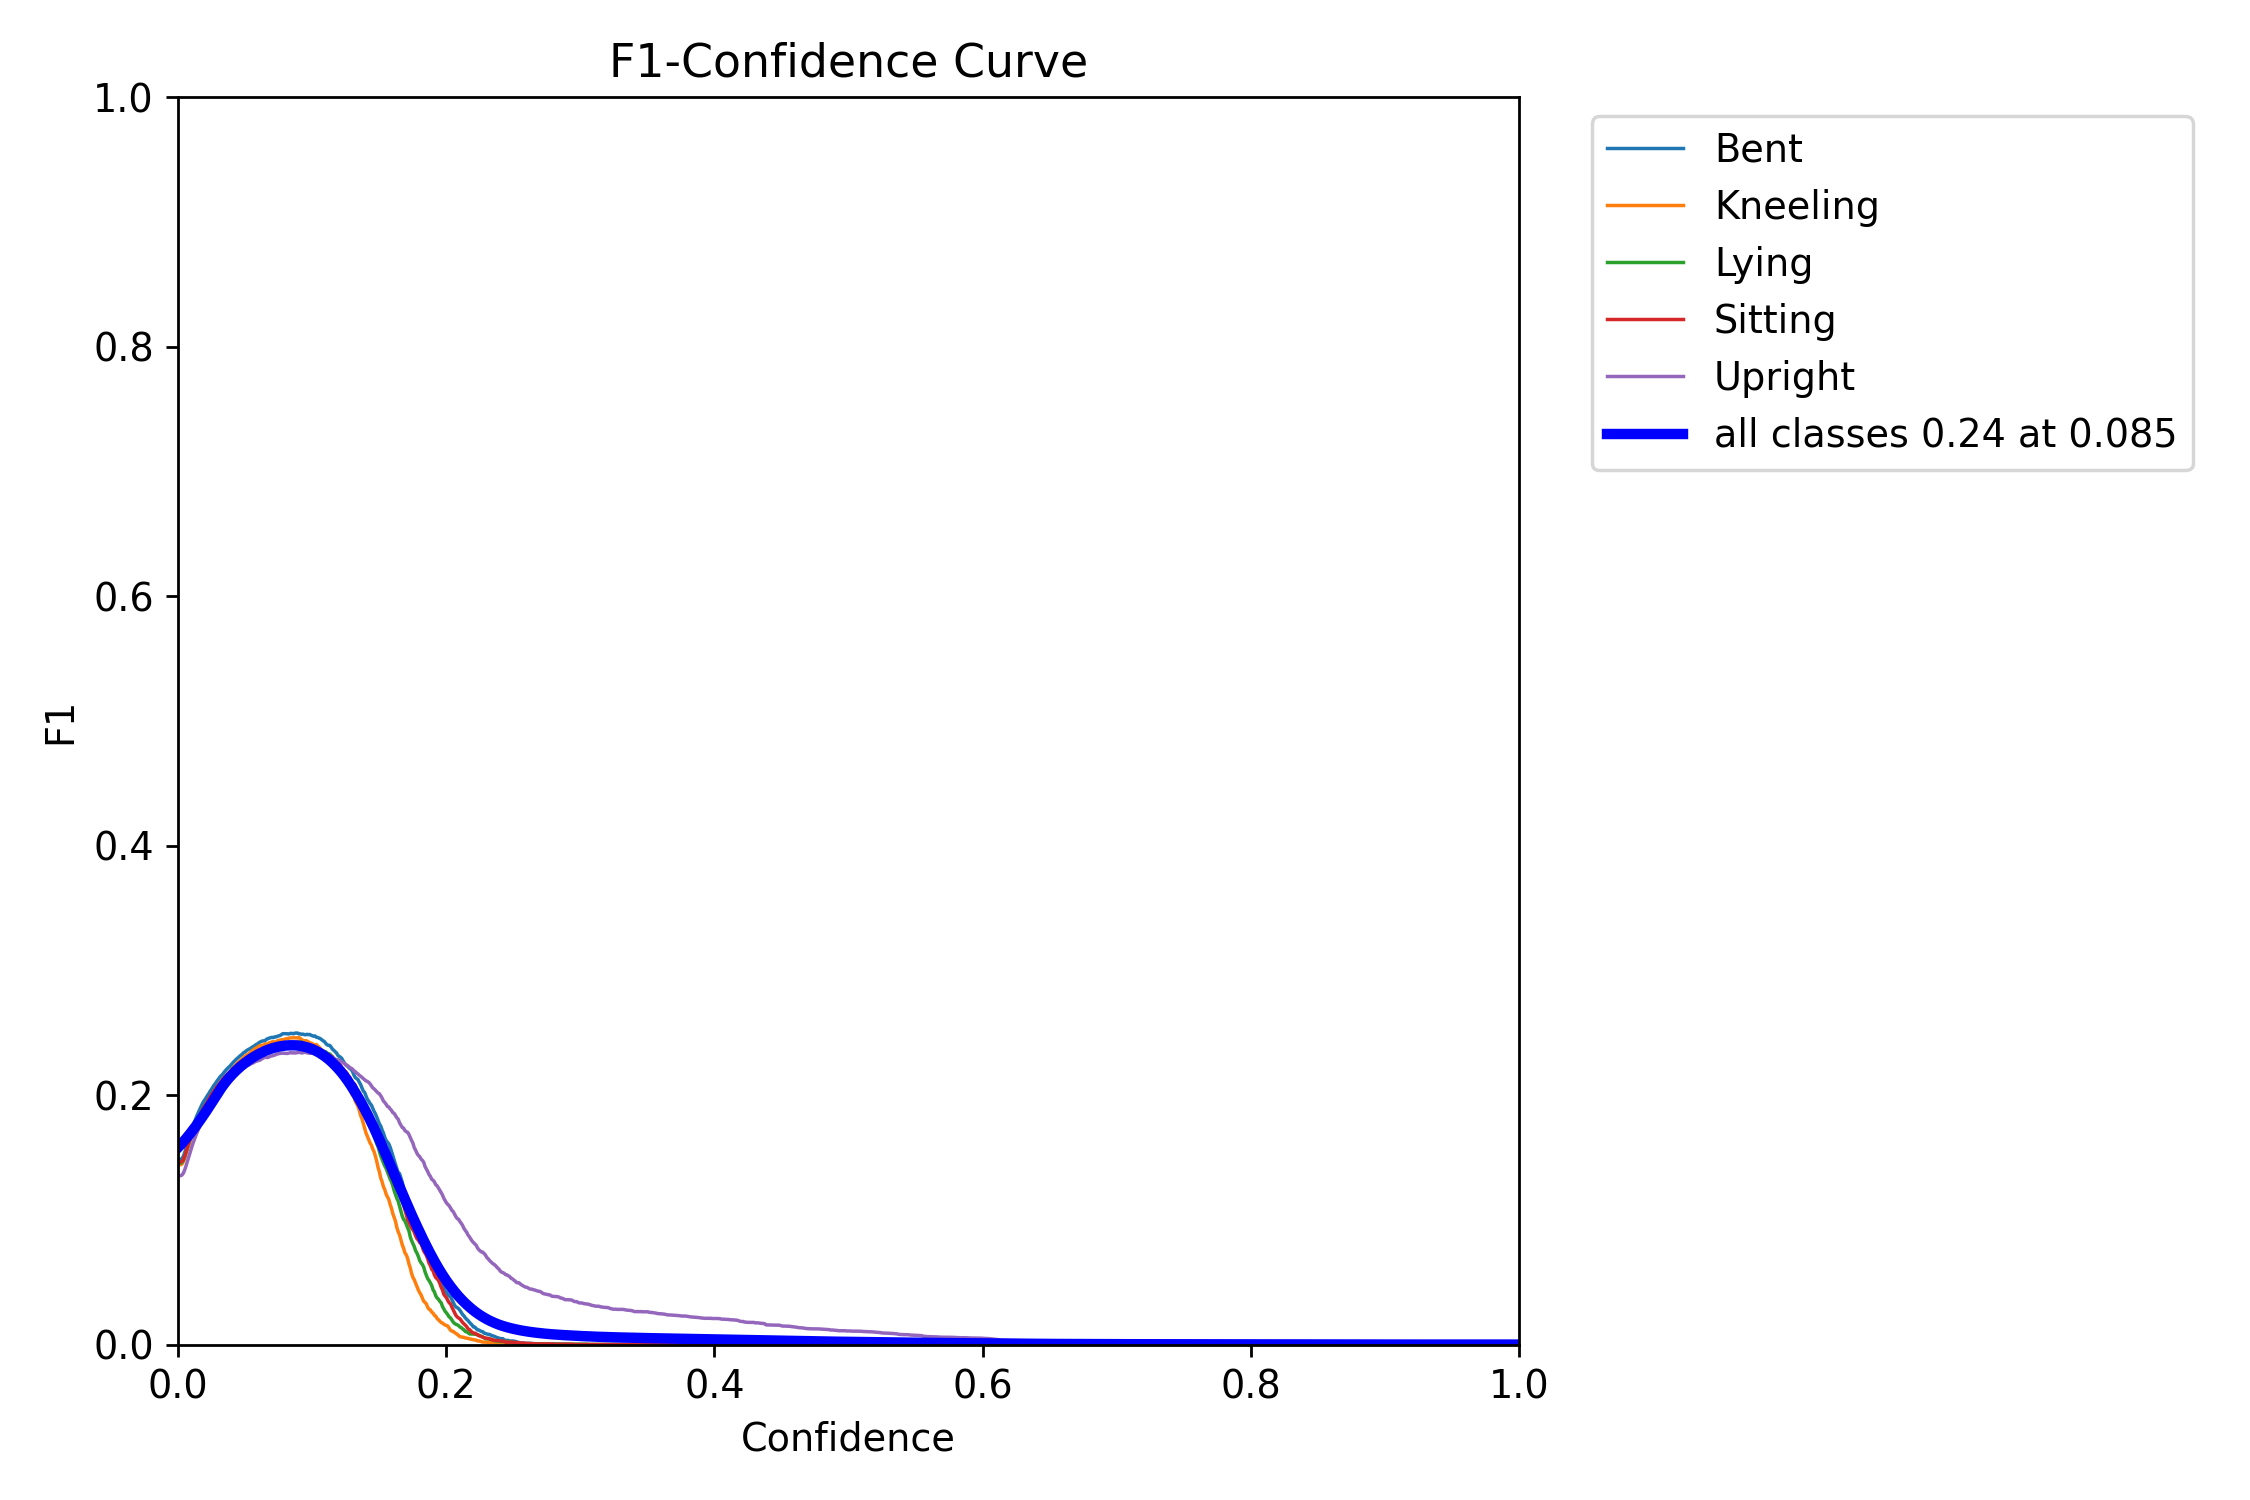 F1-Confidence Curve
1.0
0.8
0.6
0.4
0.2
0.0
F1
0.0 0.2 0.4 0.6 0.8 1.0
Confidence
Bent
Kneeling
Lying
Sitting
Upright
all classes 0.24 at 0.085